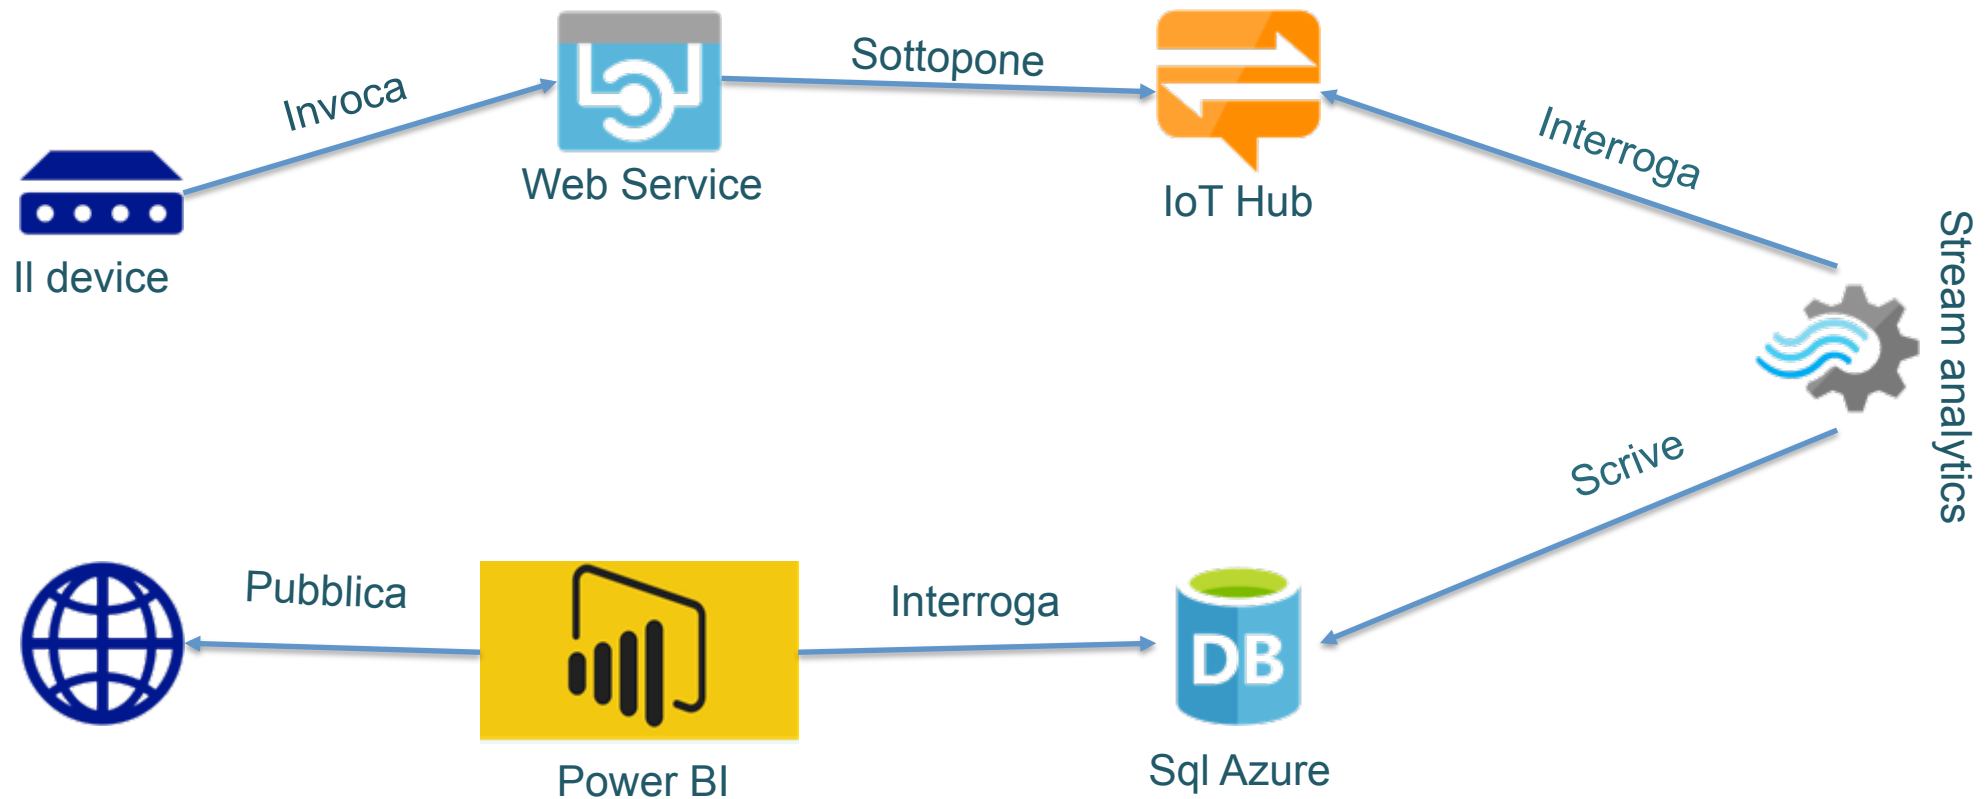 Invoca
Sottopone
Interroga
Web Service
IoT Hub
Il device
Stream analytics
Scrive
Pubblica
Interroga
DB
Power BI
Sql Azure